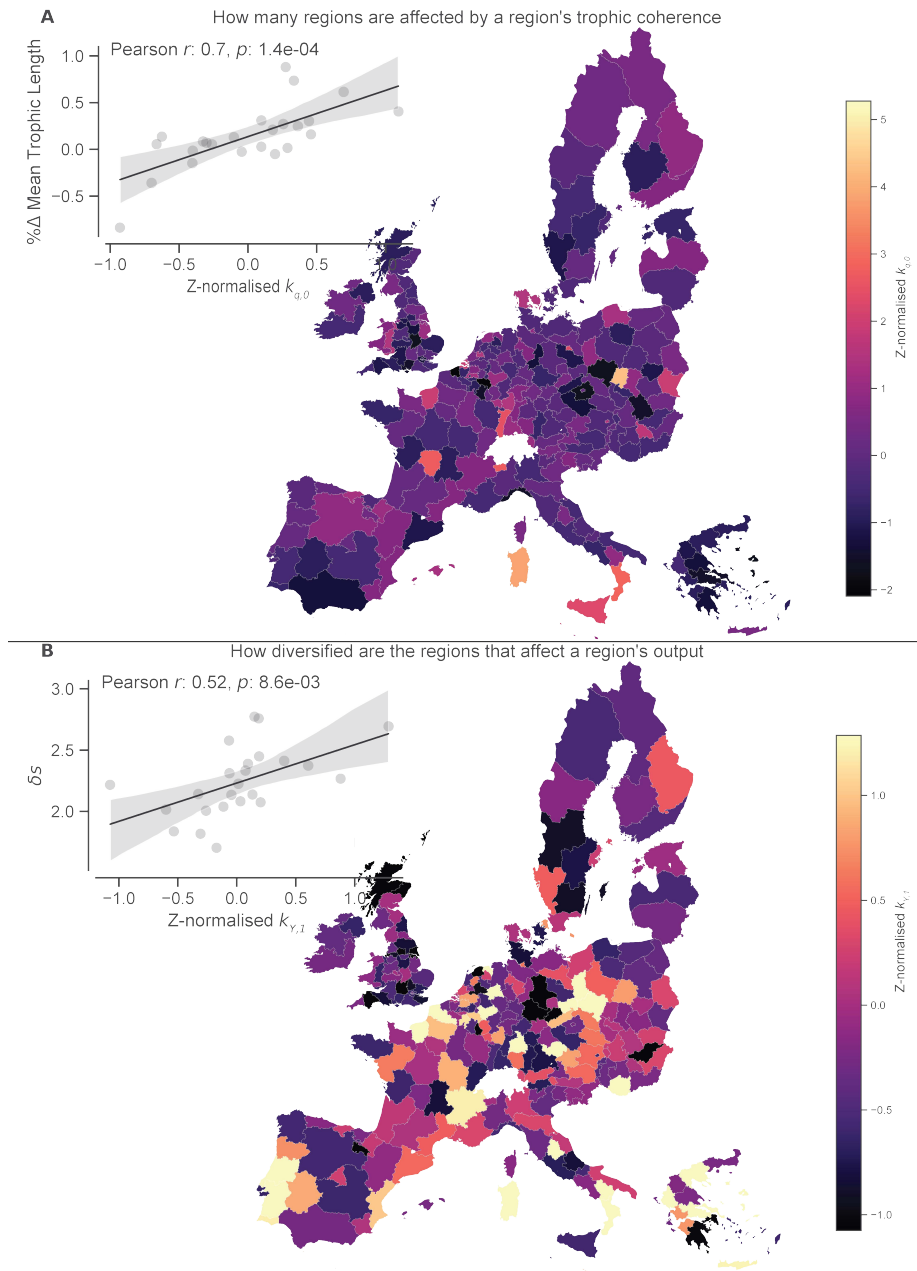 A How many regions are affected by a region's trophic coherence
Pearson r: 0.7, p: 1.4e-04
%Δ Mean Trophic Length
1.0
0.5
0.0
−0.5
−1.0 −0.5 0.0 0.5
Z-normalised k_{q,0}
5
4
3
2
1
0
−1
−2
Z-normalised k_{q,0}
B How diversified are the regions that affect a region's output
Pearson r: 0.52, p: 8.6e-03
δs
3.0
2.5
2.0
−1.0 −0.5 0.0 0.5 1.0
Z-normalised k_{Y,1}
1.0
0.5
0.0
−0.5
−1.0
Z-normalised k_{Y,1}